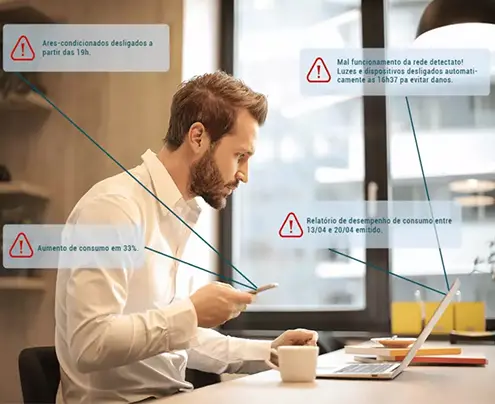 Ares-condicionados desligados a
partir das 19h.
Mal funcionamento da rede detectato!
Luzes e dispositivos desligados automati-
camente às 16h37 pa evitar danos.
Aumento de consumo em 33%.
Relatório de desempenho de consumo entre
13/04 e 20/04 emitido.